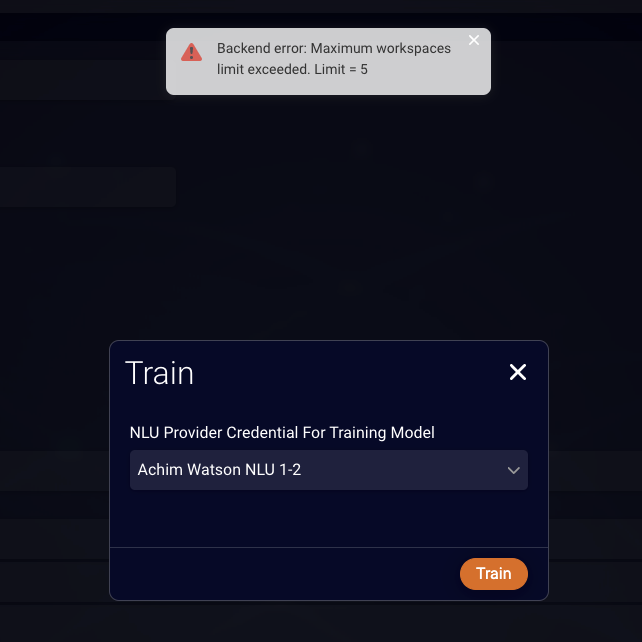 Backend error: Maximum workspaces
limit exceeded. Limit = 5
Train
NLU Provider Credential For Training Model
Achim Watson NLU 1-2
Train